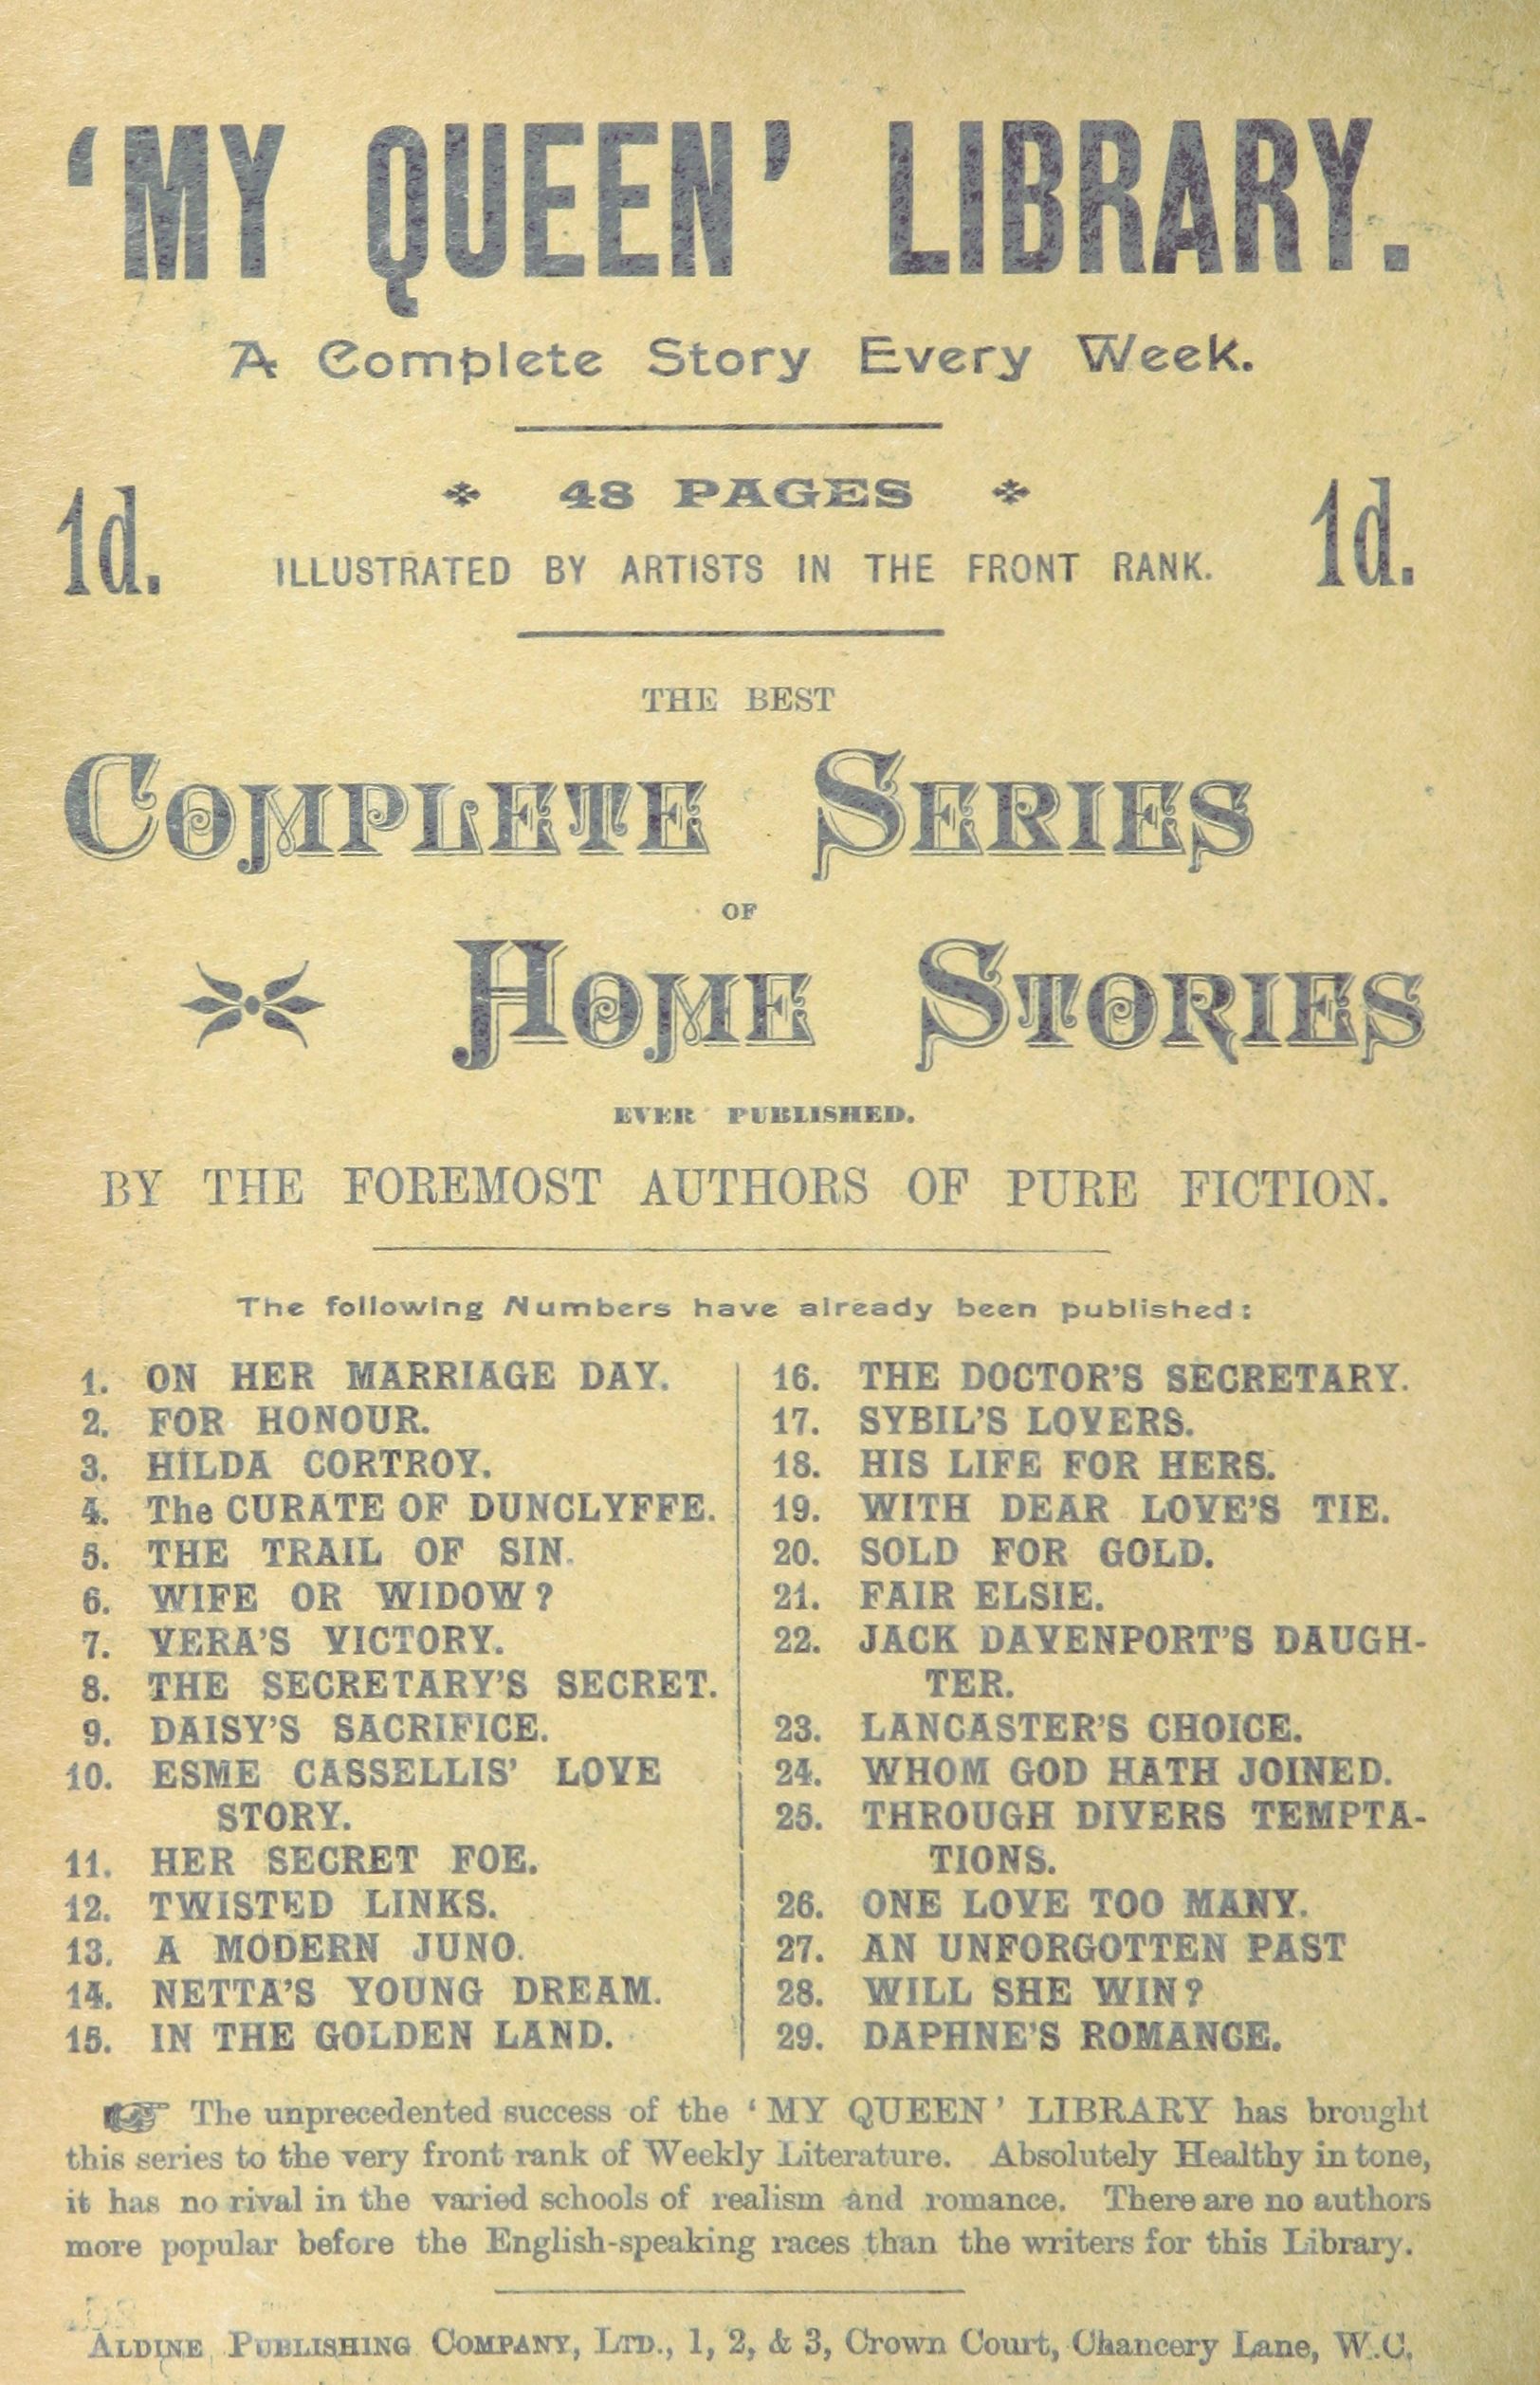 ‘MY QUEEN’ LIBRARY.
A Complete Story Every Week.
48 PAGES
1d. ILLUSTRATED BY ARTISTS IN THE FRONT RANK. 1d.
THE BEST
COMPLETE SERIES
OF
HOME STORIES
EVER PUBLISHED.
BY THE FOREMOST AUTHORS OF PURE FICTION.
The following Numbers have already been published:
1. ON HER MARRIAGE DAY.
2. FOR HONOUR.
3. HILDA CORTROY.
4. The CURATE OF DUNCLYFFE.
5. THE TRAIL OF SIN.
6. WIFE OR WIDOW?
7. VERA’S VICTORY.
8. THE SECRETARY’S SECRET.
9. DAISY’S SACRIFICE.
10. ESME CASSELLIS’ LOVE
STORY.
11. HER SECRET FOE.
12. TWISTED LINKS.
13. A MODERN JUNO.
14. NETTA’S YOUNG DREAM.
15. IN THE GOLDEN LAND.
16. THE DOCTOR’S SECRETARY.
17. SYBIL’S LOVERS.
18. HIS LIFE FOR HERS.
19. WITH DEAR LOVE’S TIE.
20. SOLD FOR GOLD.
21. FAIR ELSIE.
22. JACK DAVENPORT’S DAUGH-
TER.
23. LANCASTER’S CHOICE.
24. WHOM GOD HATH JOINED.
25. THROUGH DIVERS TEMPTA-
TIONS.
26. ONE LOVE TOO MANY.
27. AN UNFORGOTTEN PAST
28. WILL SHE WIN?
29. DAPHNE’S ROMANCE.
☞ The unprecedented success of the ‘MY QUEEN’ LIBRARY has brought
this series to the very front rank of Weekly Literature. Absolutely Healthy in tone,
it has no rival in the varied schools of realism and romance. There are no authors
more popular before the English-speaking races than the writers for this Library.
ALDINE PUBLISHING COMPANY, LTD., 1, 2, & 3, Crown Court, Chancery Lane, W.C.